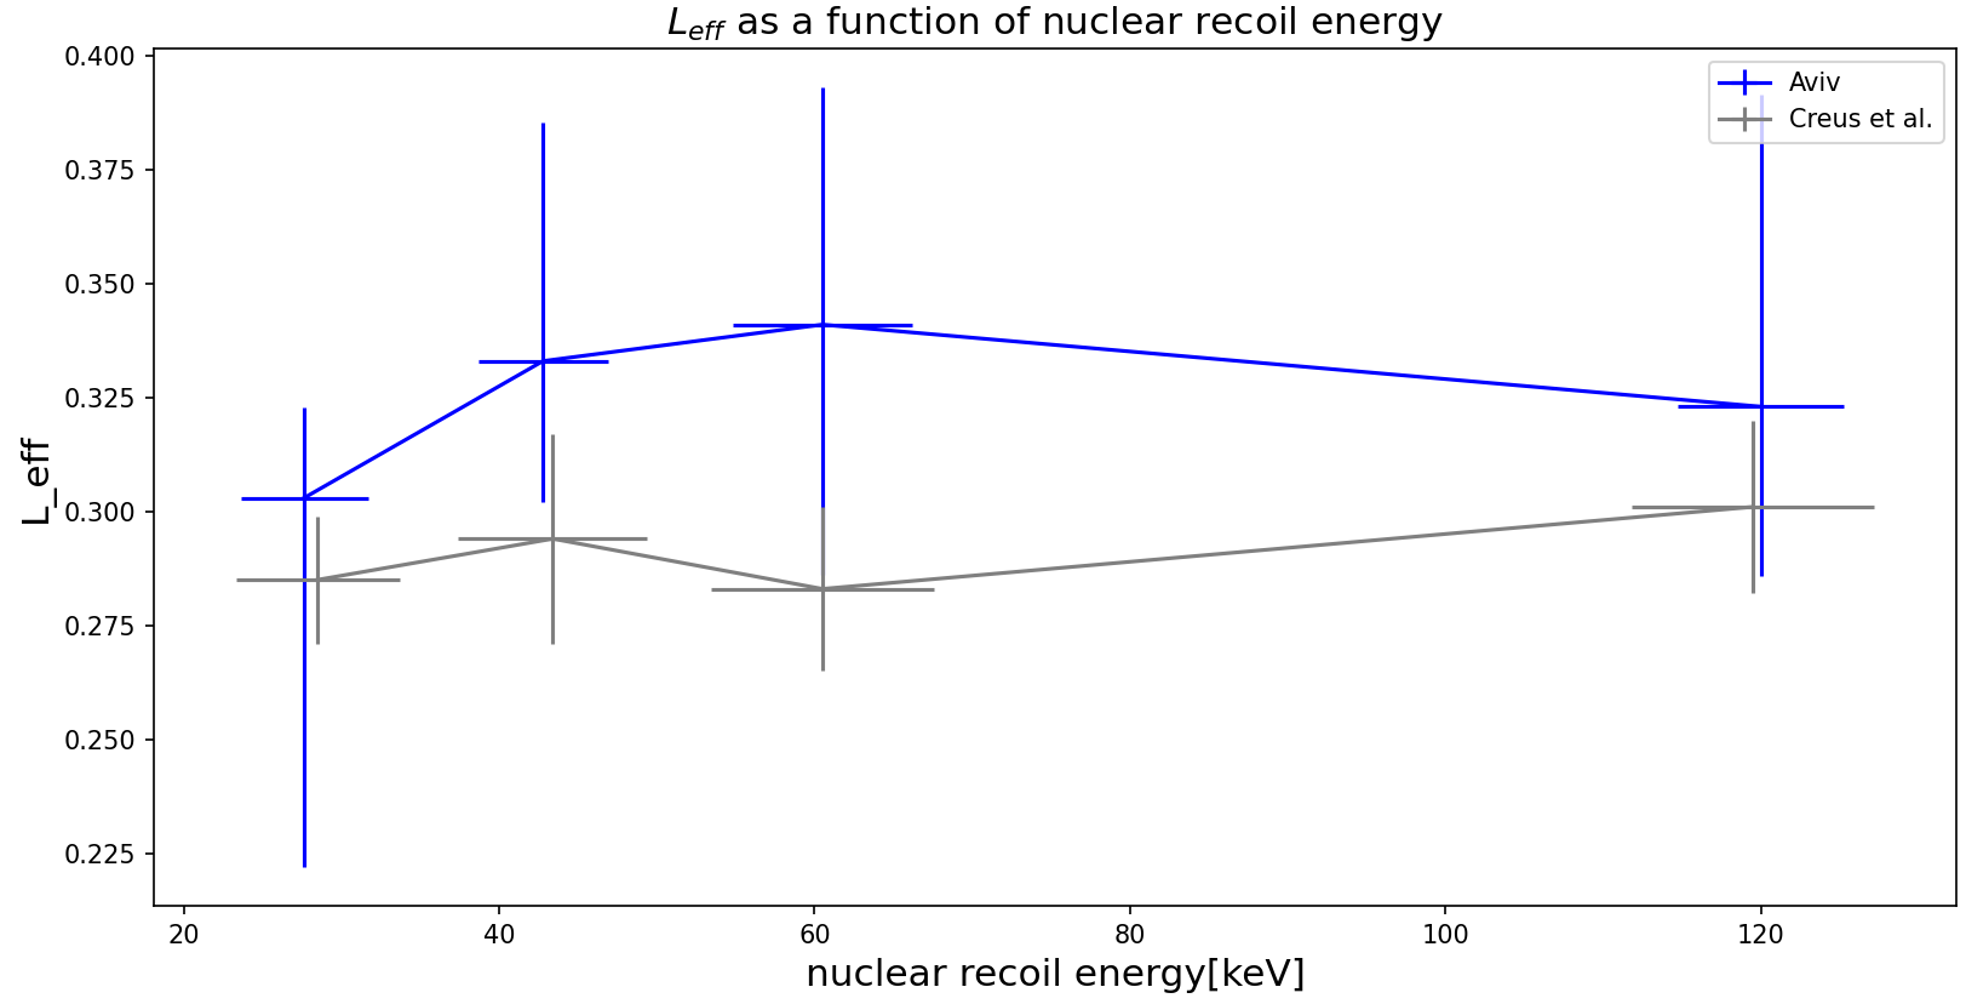 L_eff as a function of nuclear recoil energy
Aviv
Creus et al.
0.400
0.375
0.350
0.325
0.300
0.275
0.250
0.225
L_eff
20 40 60 80 100 120
nuclear recoil energy[keV]